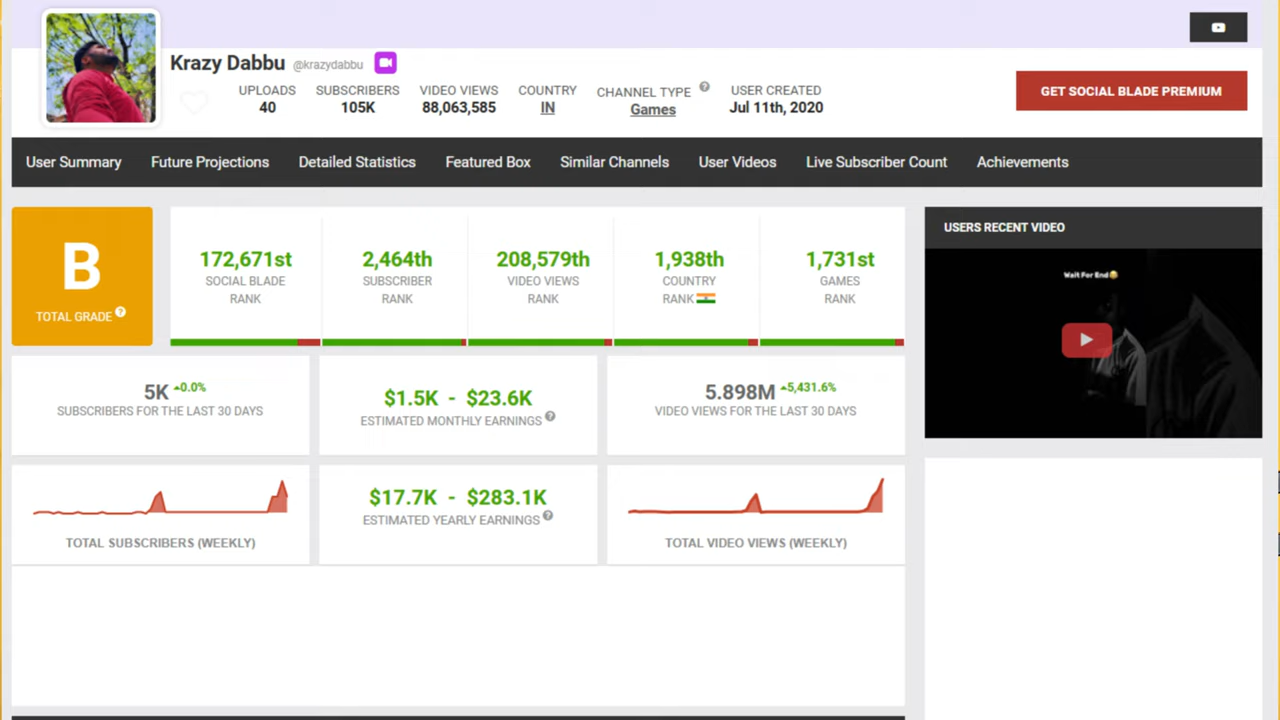 Krazy Dabbu @krazydabbu
UPLOADS
40
SUBSCRIBERS
105K
VIDEO VIEWS
88,063,585
COUNTRY
IN
CHANNEL TYPE ?
Games
USER CREATED
Jul 11th, 2020
GET SOCIAL BLADE PREMIUM
User Summary Future Projections Detailed Statistics Featured Box Similar Channels User Videos Live Subscriber Count Achievements
B
TOTAL GRADE ?
172,671st
SOCIAL BLADE
RANK
2,464th
SUBSCRIBER
RANK
208,579th
VIDEO VIEWS
RANK
1,938th
COUNTRY
RANK
1,731st
GAMES
RANK
USERS RECENT VIDEO
Wait For End
5K 0.0%
SUBSCRIBERS FOR THE LAST 30 DAYS
$1.5K - $23.6K
ESTIMATED MONTHLY EARNINGS ?
5.898M 5,431.6%
VIDEO VIEWS FOR THE LAST 30 DAYS
TOTAL SUBSCRIBERS (WEEKLY)
$17.7K - $283.1K
ESTIMATED YEARLY EARNINGS ?
TOTAL VIDEO VIEWS (WEEKLY)